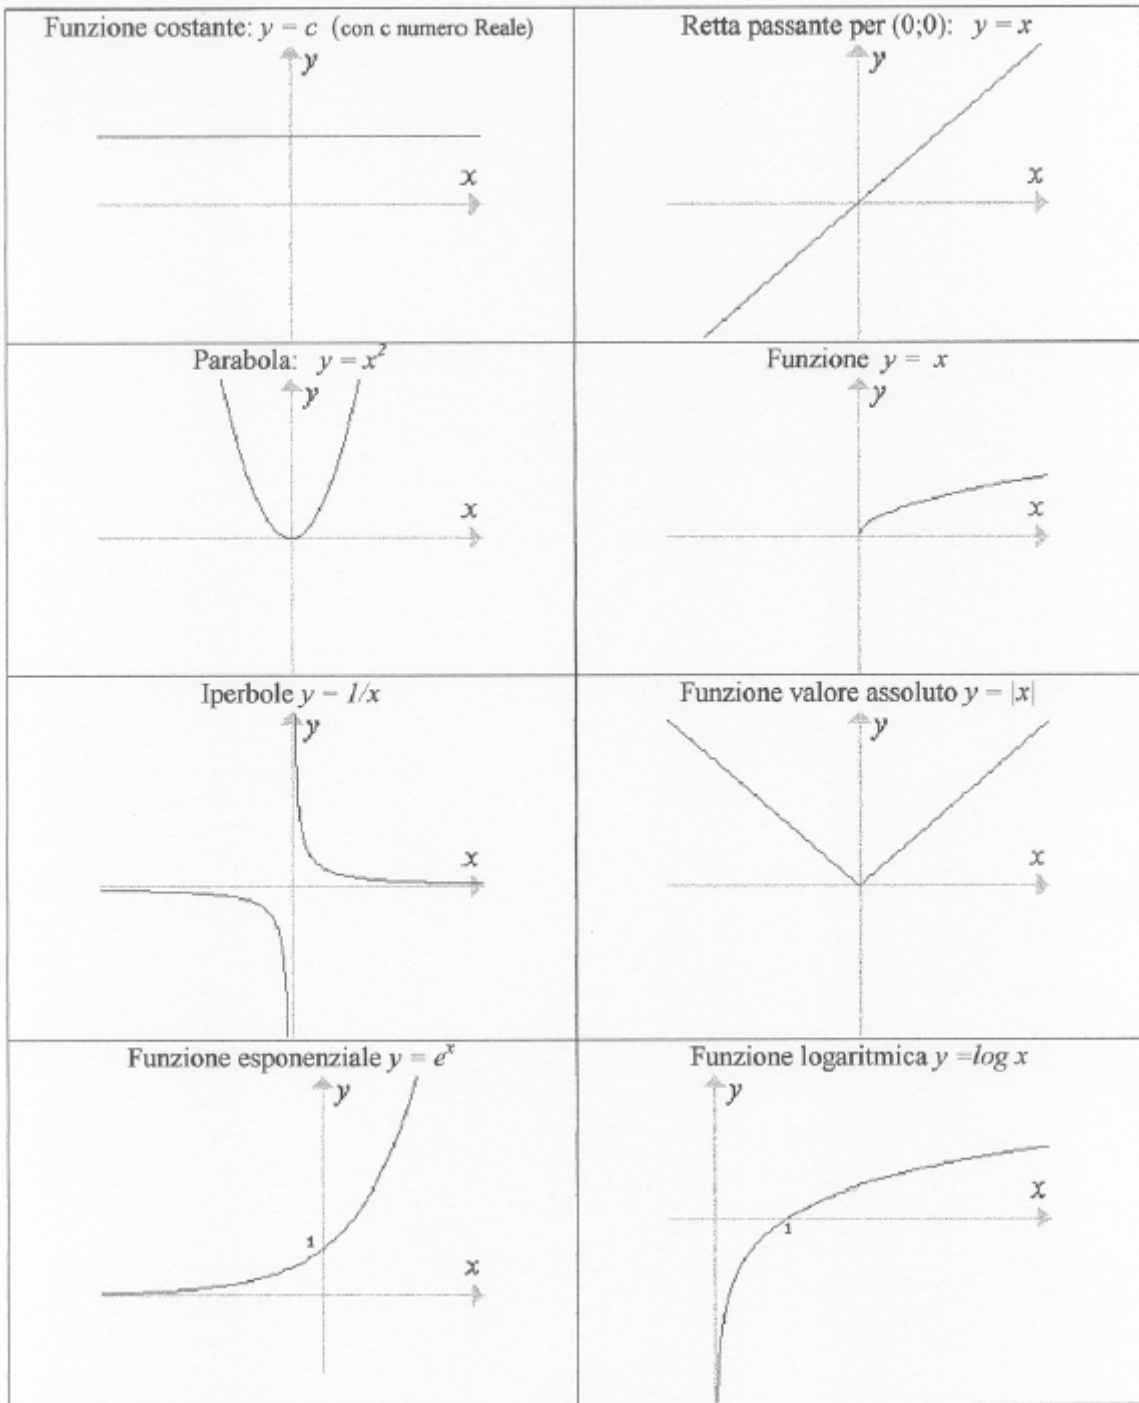 Funzione costante: y = c (con c numero Reale)
y
x
Retta passante per (0;0): y = x
y
x
Parabola: y = x²
y
x
Funzione y = x
y
x
Iperbole y – 1/x
y
x
Funzione valore assoluto y = |x|
y
x
Funzione esponenziale y = eˣ
y
1
x
Funzione logaritmica y =log x
y
x
1